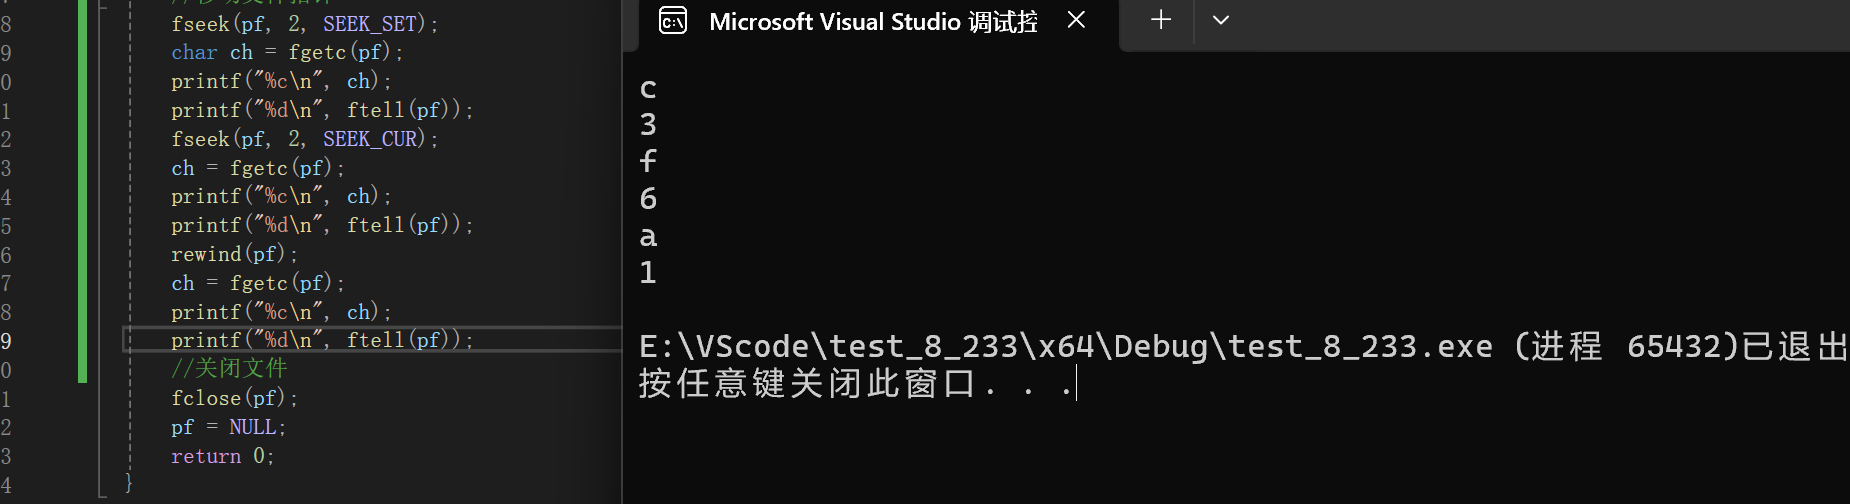 8 fseek(pf, 2, SEEK_SET);
9 char ch = fgetc(pf);
0 printf("%c\n", ch);
1 printf("%d\n", ftell(pf));
2 fseek(pf, 2, SEEK_CUR);
3 ch = fgetc(pf);
4 printf("%c\n", ch);
5 printf("%d\n", ftell(pf));
6 rewind(pf);
7 ch = fgetc(pf);
8 printf("%c\n", ch);
9 printf("%d\n", ftell(pf));
0 //关闭文件
1 fclose(pf);
2 pf = NULL;
3 return 0;
4 }
Microsoft Visual Studio 调试控
c
3
f
6
a
1
E:\VScode\test_8_233\x64\Debug\test_8_233.exe (进程 65432)已退出
按任意键关闭此窗口. . .